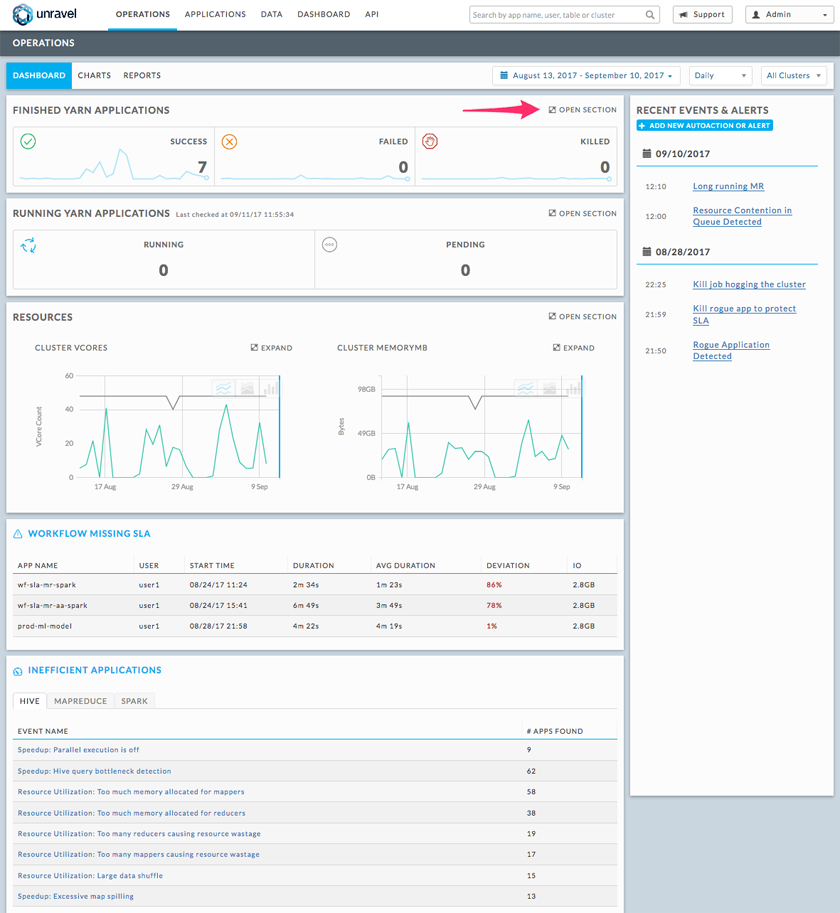 unravel OPERATIONS APPLICATIONS DATA DASHBOARD API Search by app name, user, table or cluster Support Admin
OPERATIONS
DASHBOARD CHARTS REPORTS August 13, 2017 - September 10, 2017 Daily All Clusters
FINISHED YARN APPLICATIONS OPEN SECTION
SUCCESS FAILED KILLED
7 0 0
RUNNING YARN APPLICATIONS Last checked at 09/11/17 11:55:34 OPEN SECTION
RUNNING PENDING
0 0
RESOURCES OPEN SECTION
CLUSTER VCORES EXPAND CLUSTER MEMORYMB EXPAND
VCore Count
60
40
20
0
17 Aug 29 Aug 9 Sep
Bytes
98GB
49GB
0B
17 Aug 29 Aug 9 Sep
WORKFLOW MISSING SLA
APP NAME USER START TIME DURATION AVG DURATION DEVIATION IO
wf-sla-mr-spark user1 08/24/17 11:24 2m 34s 1m 23s 86% 2.8GB
wf-sla-mr-aa-spark user1 08/24/17 15:41 6m 49s 3m 49s 78% 2.8GB
prod-ml-model user1 08/28/17 21:58 4m 22s 4m 19s 1% 2.8GB
INEFFICIENT APPLICATIONS
HIVE MAPREDUCE SPARK
EVENT NAME # APPS FOUND
Speedup: Parallel execution is off 9
Speedup: Hive query bottleneck detection 62
Resource Utilization: Too much memory allocated for mappers 58
Resource Utilization: Too much memory allocated for reducers 38
Resource Utilization: Too many reducers causing resource wastage 19
Resource Utilization: Too many mappers causing resource wastage 17
Resource Utilization: Large data shuffle 15
Speedup: Excessive map spilling 13
RECENT EVENTS & ALERTS
+ ADD NEW AUTOACTION OR ALERT
09/10/2017
12:10 Long running MR
12:00 Resource Contention in
Queue Detected
08/28/2017
22:25 Kill job hogging the cluster
21:59 Kill rogue app to protect
SLA
21:50 Rogue Application
Detected